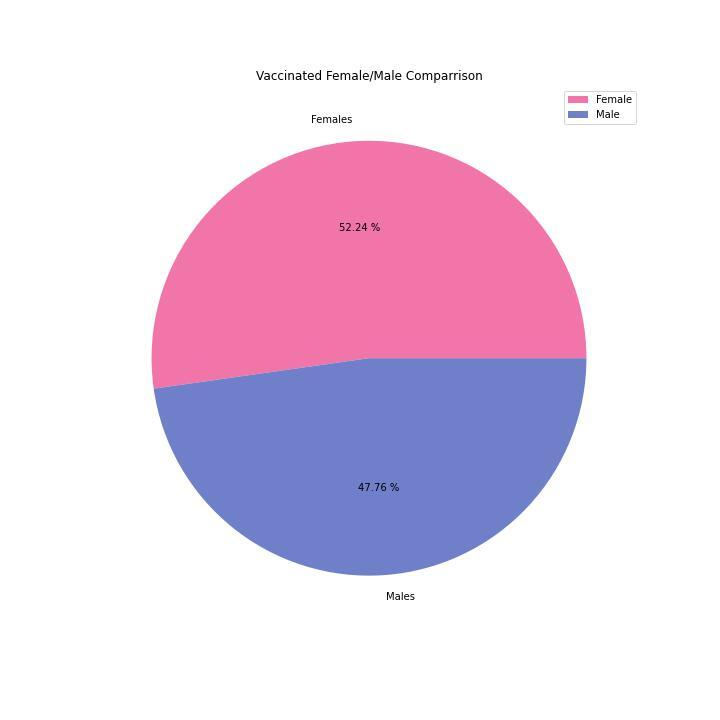 Vaccinated Female/Male Comparrison
Female
Male
Females
52.24 %
47.76 %
Males